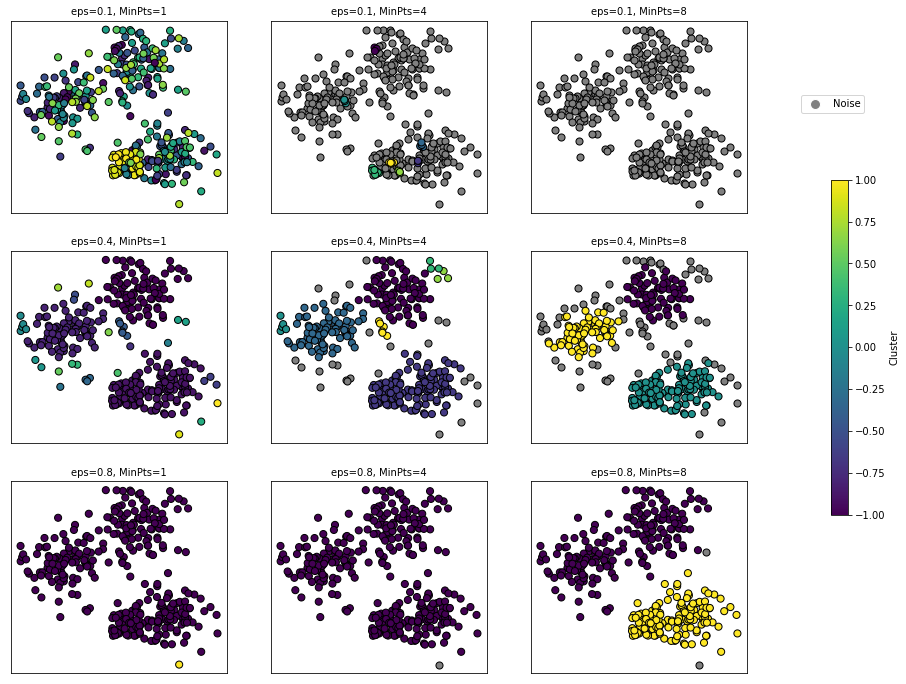 eps=0.1, MinPts=1
eps=0.1, MinPts=4
eps=0.1, MinPts=8
Noise
eps=0.4, MinPts=1
eps=0.4, MinPts=4
eps=0.4, MinPts=8
eps=0.8, MinPts=1
eps=0.8, MinPts=4
eps=0.8, MinPts=8
1.00
0.75
0.50
0.25
0.00
−0.25
−0.50
−0.75
−1.00
Cluster